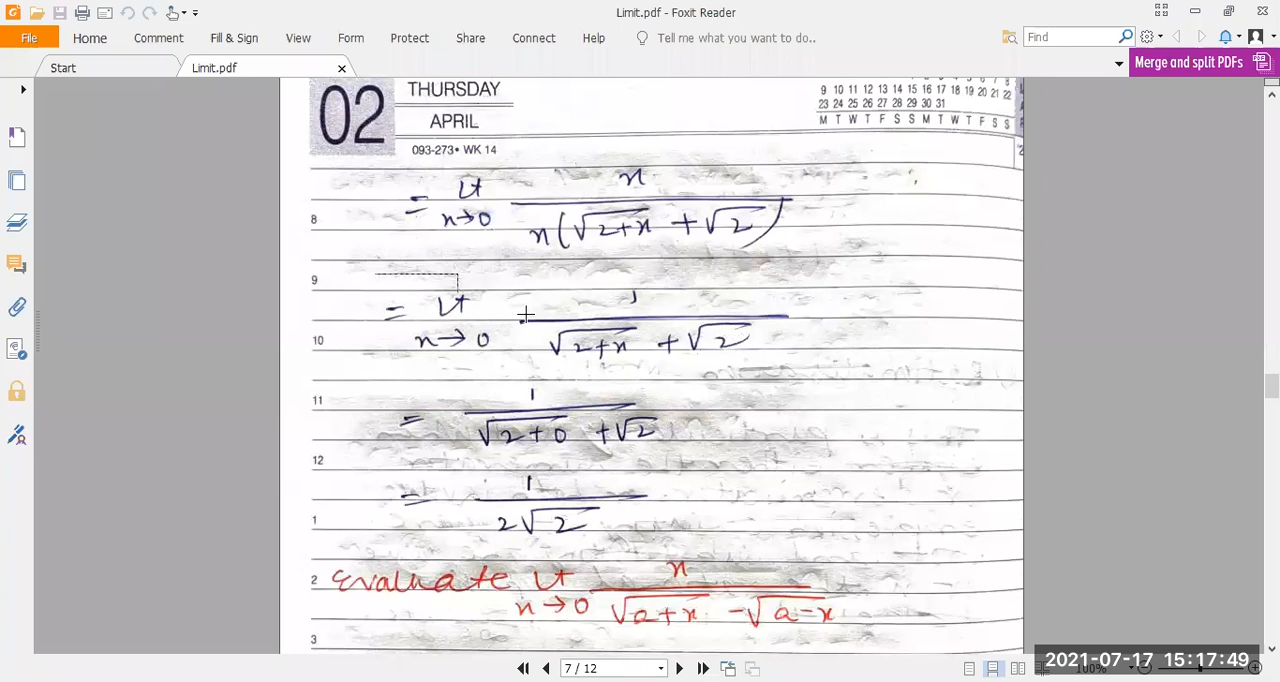 Limit.pdf - Foxit Reader
File Home Comment Fill & Sign View Form Protect Share Connect Help Tell me what you want to do.. Find
Start Limit.pdf Merge and split PDFs
02 THURSDAY
APRIL
093-273• WK 14
9 10 11 12 13 14 15 16 17 18 19 20 21 22
23 24 25 26 27 28 29 30 31
M T W T F S S M T W T F S S
8 = Lt x→0 x / x(√2+x + √2)
9
10 = Lt x→0 1 / √2+x + √2
11 = 1 / √2+0 + √2
12
= 1 / 2√2
1
2 Evaluate Lt x→0 x / √a+x - √a-x
3
7 / 12
2021-07-17 15:17:49
100%